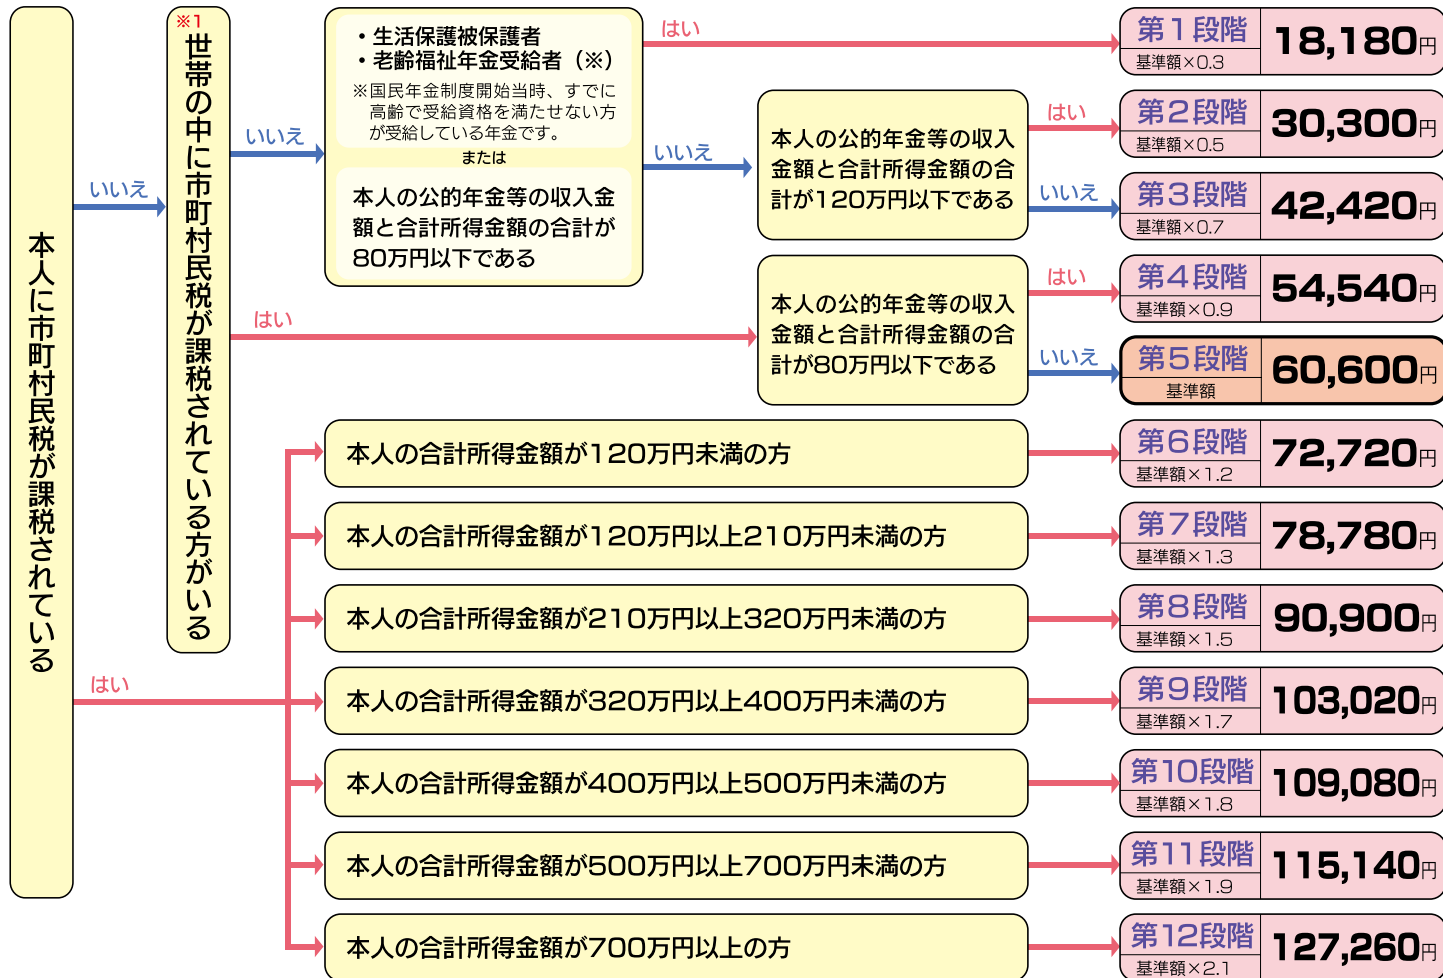 本人に市町村民税が課税されている
いいえ
はい
※1
世帯の中に市町村民税が課税されている方がいる
いいえ
はい
・生活保護被保護者
・老齢福祉年金受給者（※）
※国民年金制度開始当時、すでに
高齢で受給資格を満たせない方
が受給している年金です。
または
本人の公的年金等の収入金
額と合計所得金額の合計が
80万円以下である
はい
いいえ
本人の公的年金等の収入
金額と合計所得金額の合
計が120万円以下である
はい
いいえ
本人の公的年金等の収入
金額と合計所得金額の合
計が80万円以下である
はい
いいえ
第1段階
基準額×0.3
18,180円
第2段階
基準額×0.5
30,300円
第3段階
基準額×0.7
42,420円
第4段階
基準額×0.9
54,540円
第5段階
基準額
60,600円
本人の合計所得金額が120万円未満の方
第6段階
基準額×1.2
72,720円
本人の合計所得金額が120万円以上210万円未満の方
第7段階
基準額×1.3
78,780円
本人の合計所得金額が210万円以上320万円未満の方
第8段階
基準額×1.5
90,900円
本人の合計所得金額が320万円以上400万円未満の方
第9段階
基準額×1.7
103,020円
本人の合計所得金額が400万円以上500万円未満の方
第10段階
基準額×1.8
109,080円
本人の合計所得金額が500万円以上700万円未満の方
第11段階
基準額×1.9
115,140円
本人の合計所得金額が700万円以上の方
第12段階
基準額×2.1
127,260円